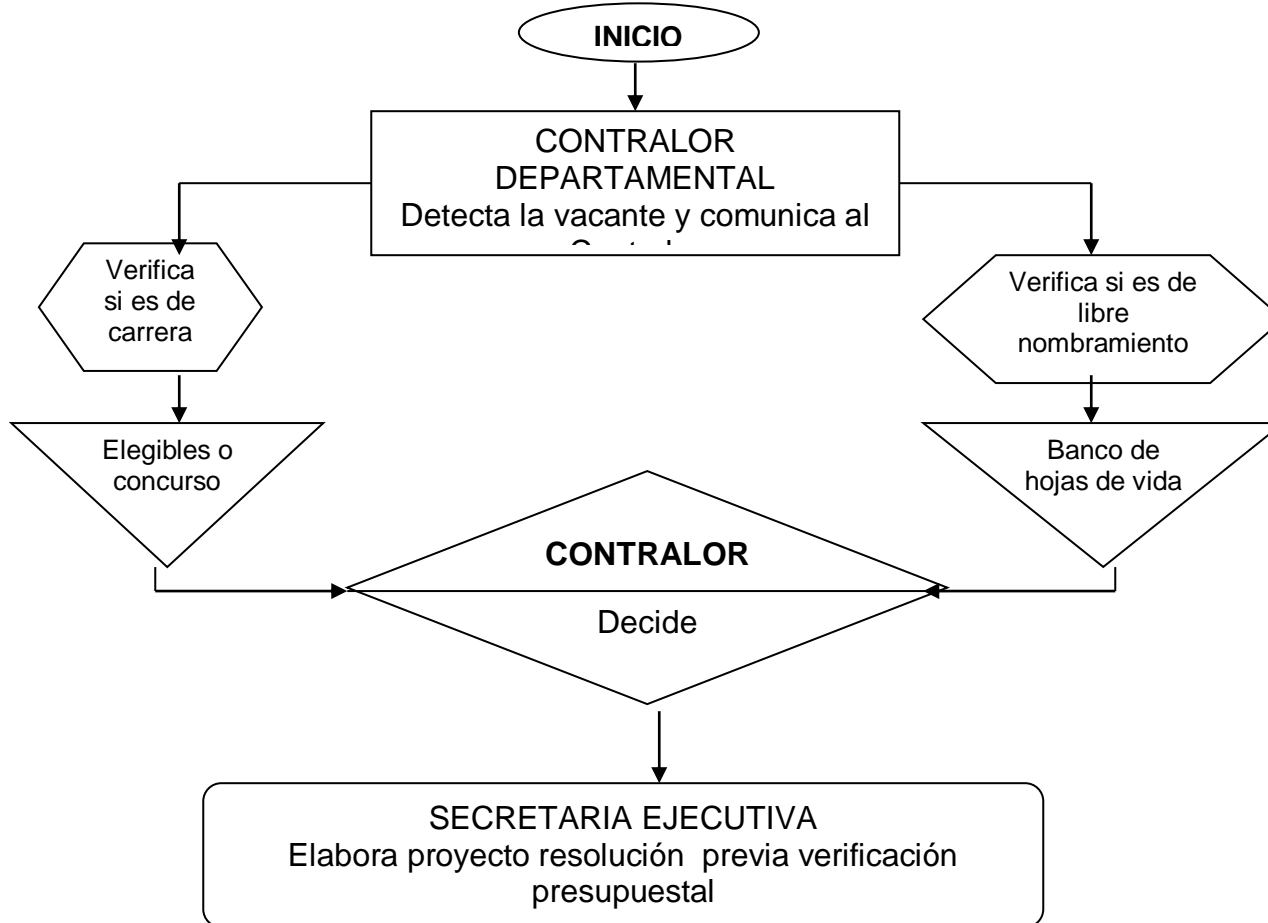 INICIO
CONTRALOR
DEPARTAMENTAL
Detecta la vacante y comunica al
Verifica
si es de
carrera
Verifica si es de
libre
nombramiento
Elegibles o
concurso
Banco de
hojas de vida
CONTRALOR
Decide
SECRETARIA EJECUTIVA
Elabora proyecto resolución previa verificación
presupuestal